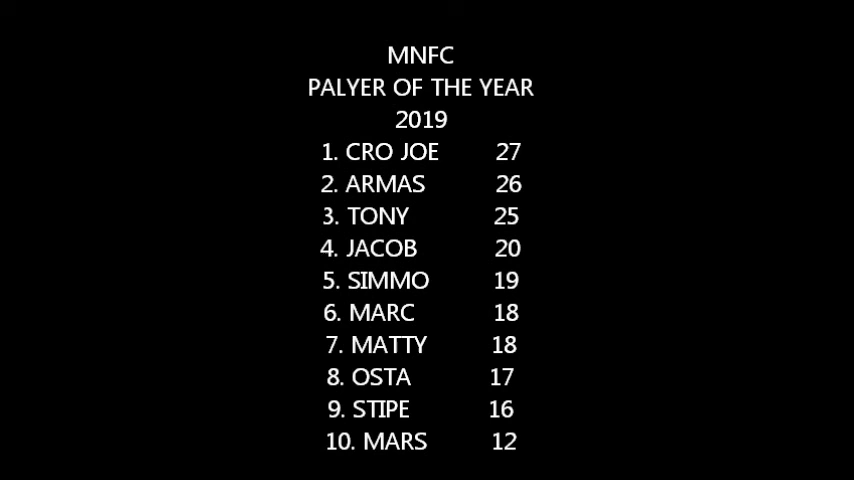 MNFC
PALYER OF THE YEAR
2019
1. CRO JOE 27
2. ARMAS 26
3. TONY 25
4. JACOB 20
5. SIMMO 19
6. MARC 18
7. MATTY 18
8. OSTA 17
9. STIPE 16
10. MARS 12